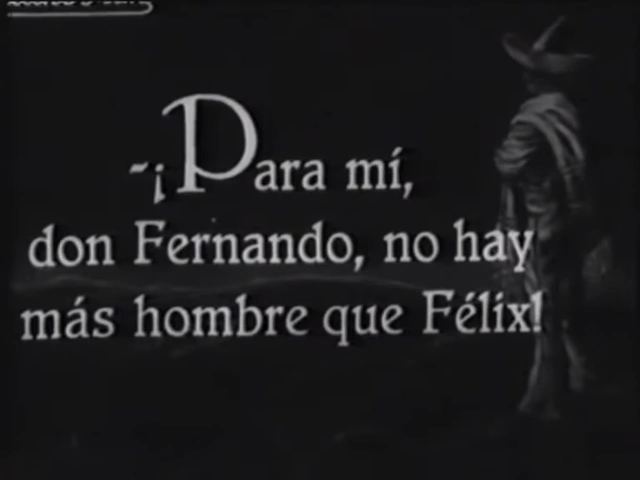 -¡Para mí,
don Fernando, no hay
más hombre que Félix!